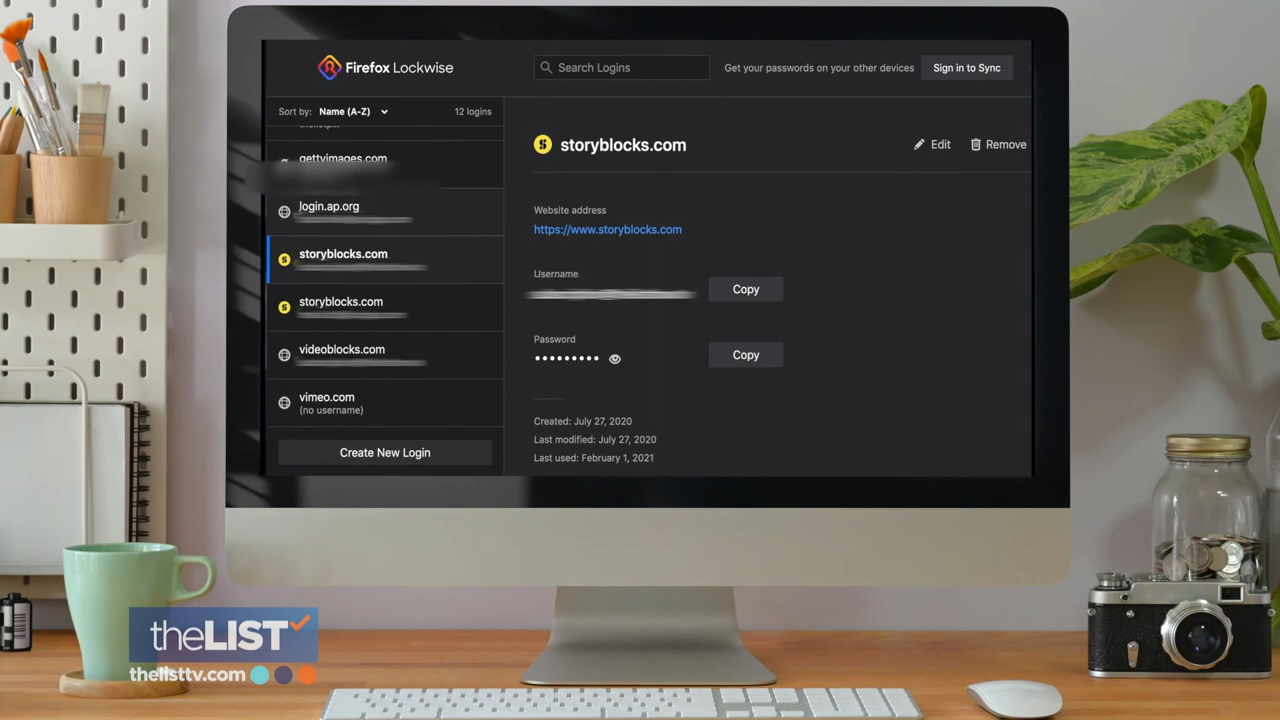 Firefox Lockwise
Search Logins
Get your passwords on your other devices
Sign in to Sync
Sort by: Name (A-Z)
12 logins
gettyimages.com
login.ap.org
storyblocks.com
storyblocks.com
videoblocks.com
vimeo.com
(no username)
Create New Login
storyblocks.com
Edit
Remove
Website address
https://www.storyblocks.com
Username
Copy
Password
Copy
Created: July 27, 2020
Last modified: July 27, 2020
Last used: February 1, 2021
theLIST
thelisttv.com